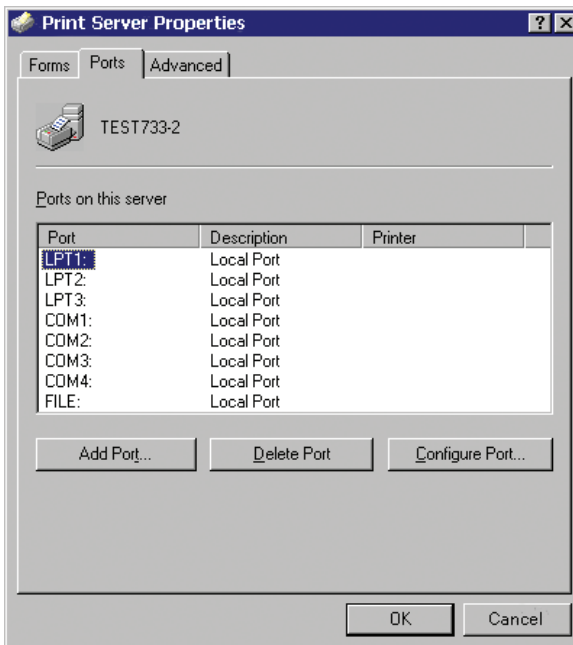 Print Server Properties
Forms Ports Advanced
TEST733-2
Ports on this server
Port Description Printer
LPT1: Local Port
LPT2: Local Port
LPT3: Local Port
COM1: Local Port
COM2: Local Port
COM3: Local Port
COM4: Local Port
FILE: Local Port
Add Port... Delete Port Configure Port...
OK Cancel